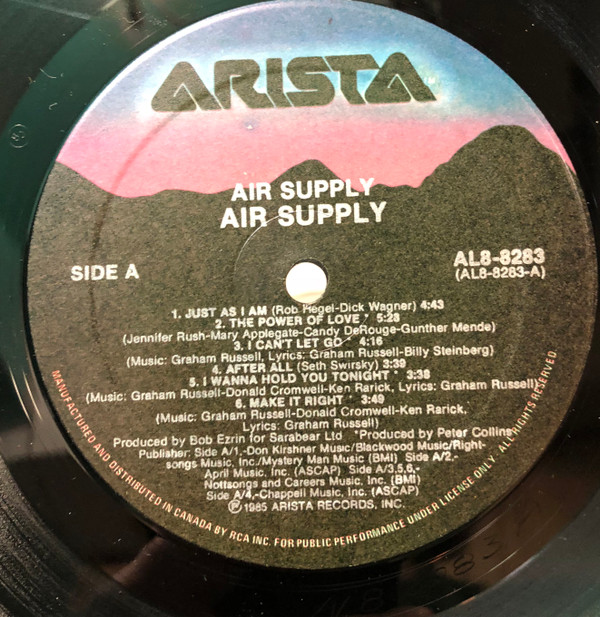 ARISTA
AIR SUPPLY
AIR SUPPLY
SIDE A
AL8-8283
(AL8-8283-A)
1. JUST AS I AM (Rob Hegel-Dick Wagner) 4:43
2. THE POWER OF LOVE * 5:28
(Jennifer Rush-Mary Applegate-Candy DeRouge-Gunther Mende)
3. I CAN'T LET GO * 4:16
(Music: Graham Russell, Lyrics: Graham Russell-Billy Steinberg)
4. AFTER ALL (Seth Swirsky) 3:39
5. I WANNA HOLD YOU TONIGHT * 3:38
(Music: Graham Russell-Donald Cromwell-Ken Rarick, Lyrics: Graham Russell)
6. MAKE IT RIGHT * 3:49
(Music: Graham Russell-Donald Cromwell-Ken Rarick,
Lyrics: Graham Russell)
Produced by Bob Ezrin for Sarabear Ltd *Produced by Peter Collins
Publisher: Side A/1,-Don Kirshner Music/Blackwood Music/Right-
songs Music, Inc./Mystery Man Music (BMI) Side A/2,-
April Music, Inc. (ASCAP) Side A/3,5,6,-
Nottsongs and Careers Music, Inc. (BMI)
Side A/4,-Chappell Music, Inc. (ASCAP)
Ⓟ1985 ARISTA RECORDS, INC.
MANUFACTURED AND DISTRIBUTED IN CANADA BY RCA INC. FOR PUBLIC PERFORMANCE UNDER LICENSE ONLY. ALL RIGHTS RESERVED